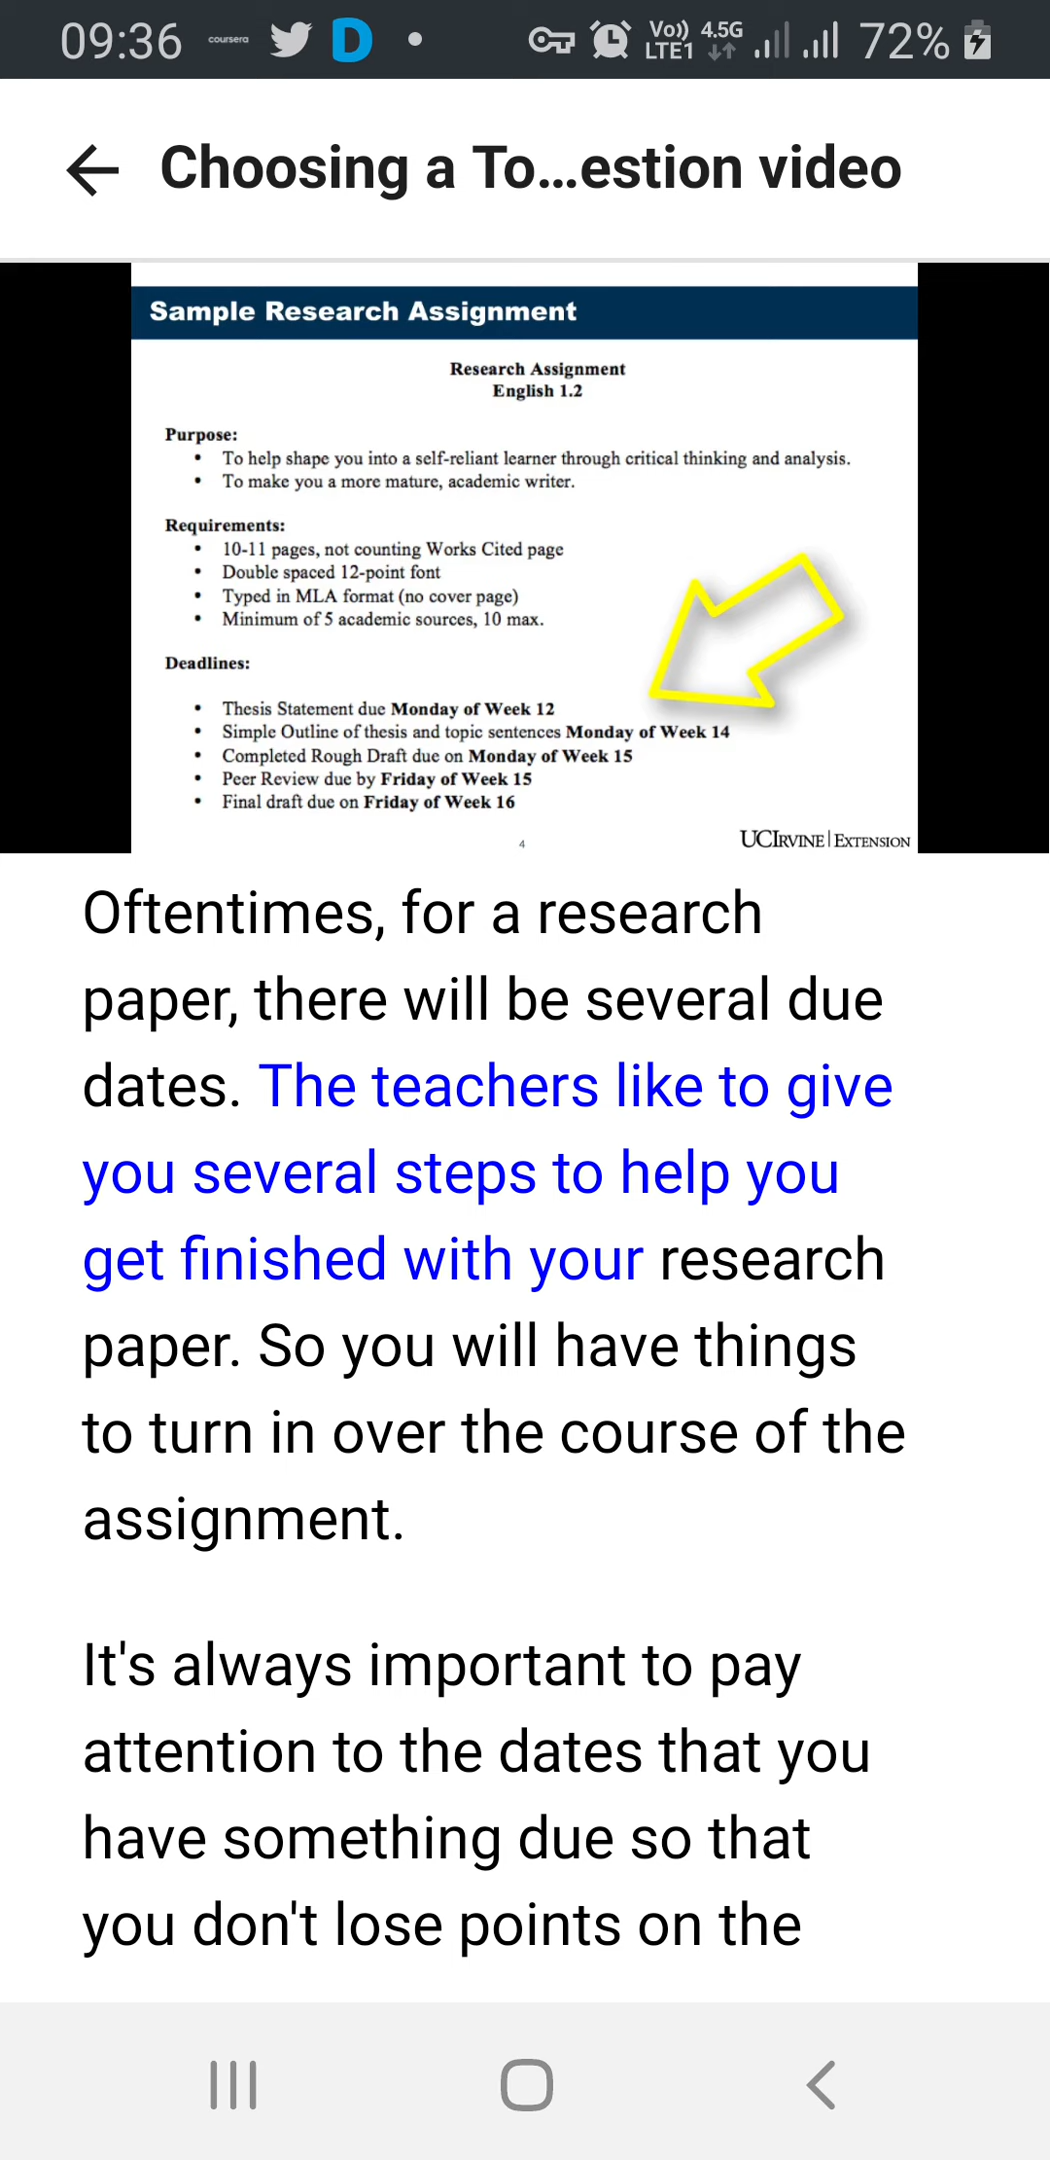 09:36 coursera D Vo)) LTE1 4.5G 72%
Choosing a To...estion video
Sample Research Assignment
Research Assignment
English 1.2
Purpose:
• To help shape you into a self-reliant learner through critical thinking and analysis.
• To make you a more mature, academic writer.
Requirements:
• 10-11 pages, not counting Works Cited page
• Double spaced 12-point font
• Typed in MLA format (no cover page)
• Minimum of 5 academic sources, 10 max.
Deadlines:
• Thesis Statement due Monday of Week 12
• Simple Outline of thesis and topic sentences Monday of Week 14
• Completed Rough Draft due on Monday of Week 15
• Peer Review due by Friday of Week 15
• Final draft due on Friday of Week 16
4
UCIRVINE | EXTENSION
Oftentimes, for a research
paper, there will be several due
dates. The teachers like to give
you several steps to help you
get finished with your research
paper. So you will have things
to turn in over the course of the
assignment.
It's always important to pay
attention to the dates that you
have something due so that
you don't lose points on the